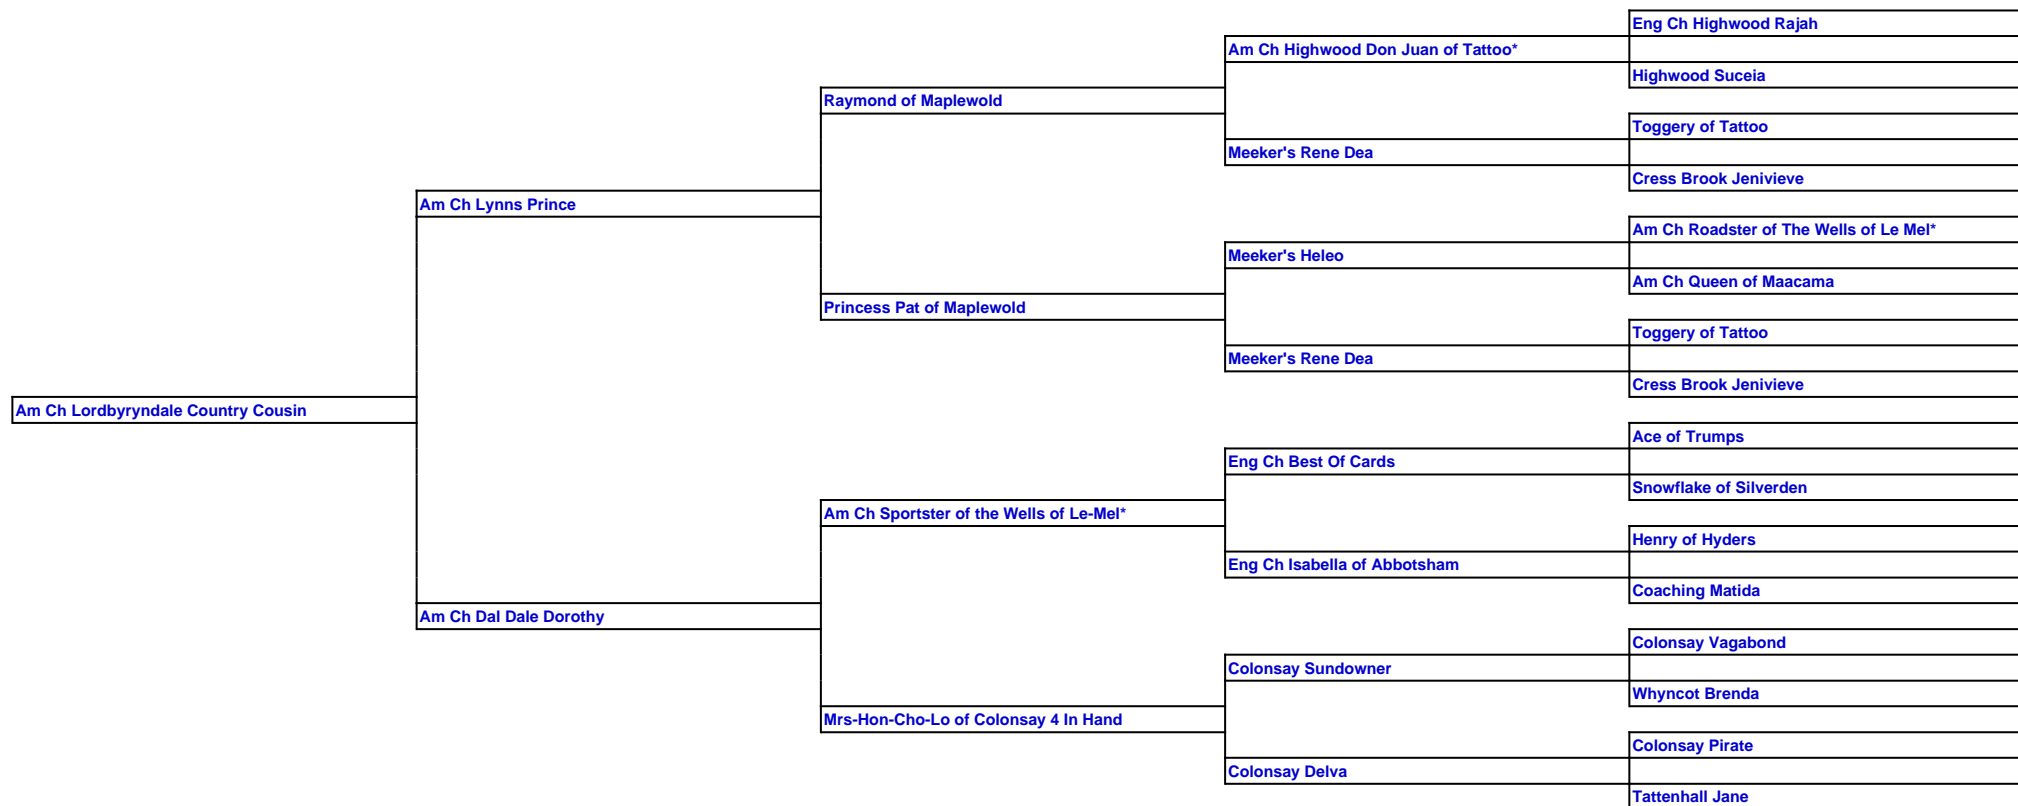 Eng Ch Highwood Rajah
Am Ch Highwood Don Juan of Tattoo*
Highwood Suceia
Raymond of Maplewold
Toggery of Tattoo
Meeker's Rene Dea
Cress Brook Jenivieve
Am Ch Lynns Prince
Am Ch Roadster of The Wells of Le Mel*
Meeker's Heleo
Am Ch Queen of Maacama
Princess Pat of Maplewold
Toggery of Tattoo
Meeker's Rene Dea
Cress Brook Jenivieve
Am Ch Lordbyryndale Country Cousin
Ace of Trumps
Eng Ch Best Of Cards
Snowflake of Silverden
Am Ch Sportster of the Wells of Le-Mel*
Henry of Hyders
Eng Ch Isabella of Abbotsham
Coaching Matida
Am Ch Dal Dale Dorothy
Colonsay Vagabond
Colonsay Sundowner
Whyncot Brenda
Mrs-Hon-Cho-Lo of Colonsay 4 In Hand
Colonsay Pirate
Colonsay Delva
Tattenhall Jane